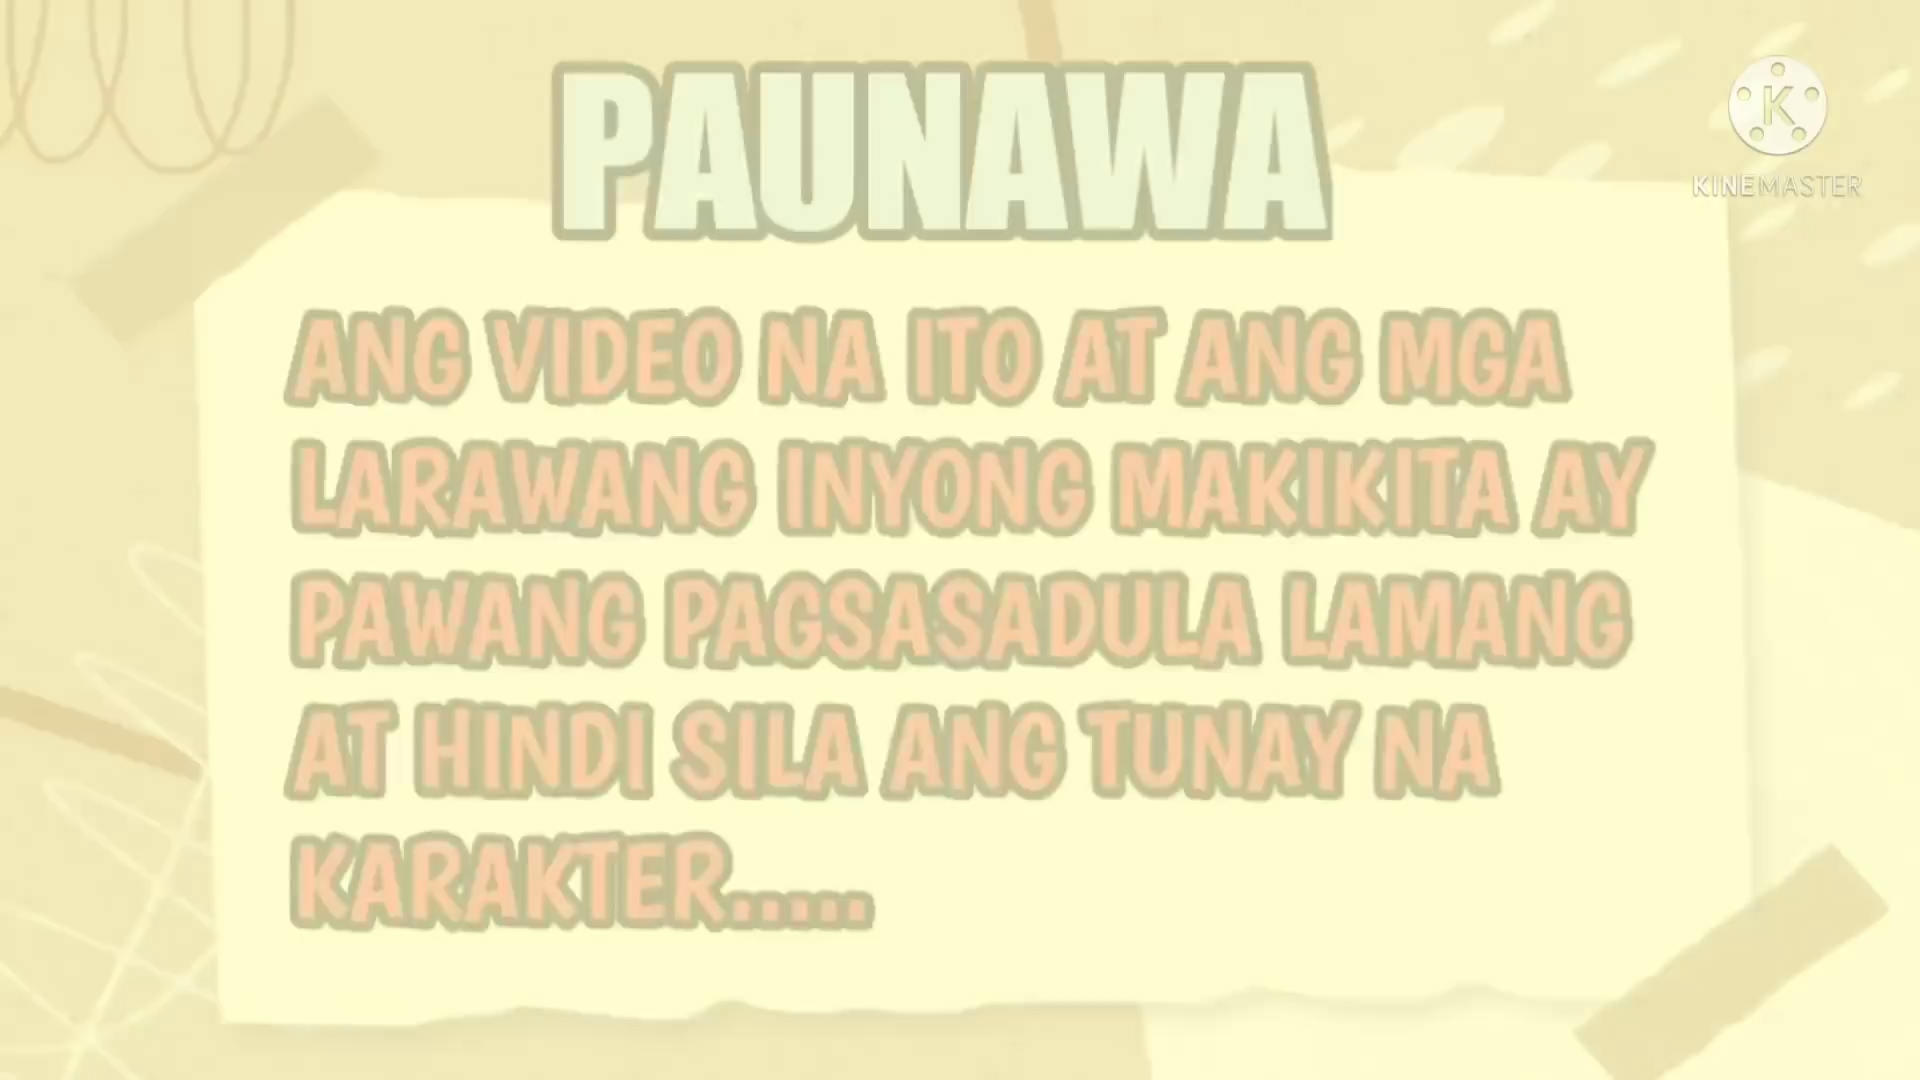 PAUNAWA
KINEMASTER
ANG VIDEO NA ITO AT ANG MGA
LARAWANG INYONG MAKIKITA AY
PAWANG PAGSASADULA LAMANG
AT HINDI SILA ANG TUNAY NA
KARAKTER......